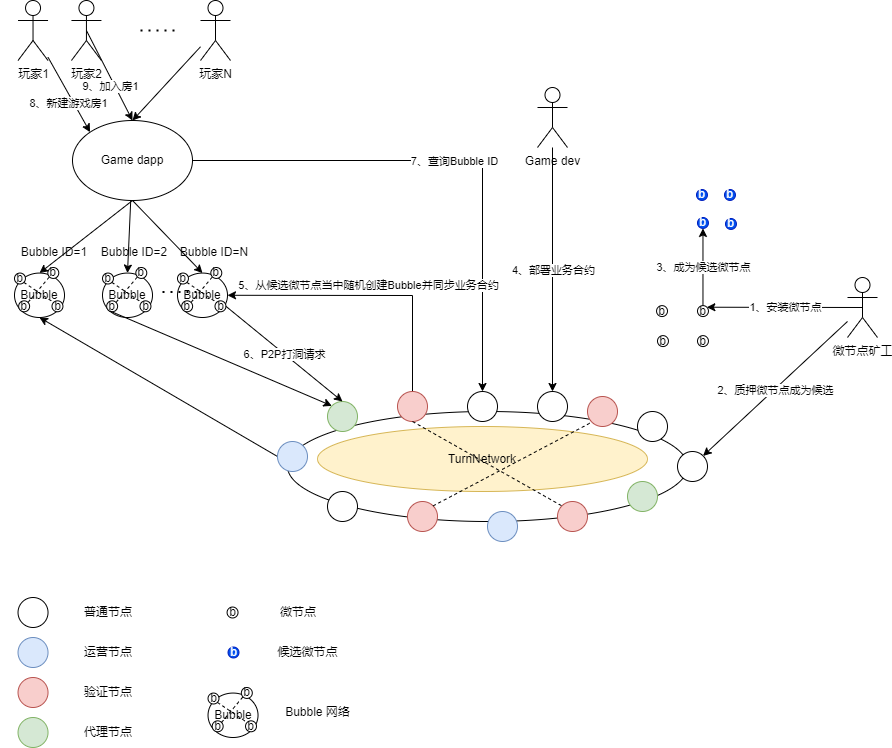 玩家1
玩家2
玩家N
9、加入房1
8、新建游戏房1
Game dapp
7、查询Bubble ID
Game dev
Bubble ID=1
Bubble ID=2
Bubble ID=N
4、部署业务合约
b
b
b
b
3、成为候选微节点
b
b
b
b
Bubble
b
b
b
b
Bubble
b
b
b
b
Bubble
b
b
5、从候选微节点当中随机创建Bubble并同步业务合约
b
b
1、安装微节点
b
b
b
b
微节点矿工
6、P2P打洞请求
2、质押微节点成为候选
TurnNetwork
普通节点
b
微节点
运营节点
b
候选微节点
验证节点
b
b
Bubble
b
b
Bubble 网络
代理节点